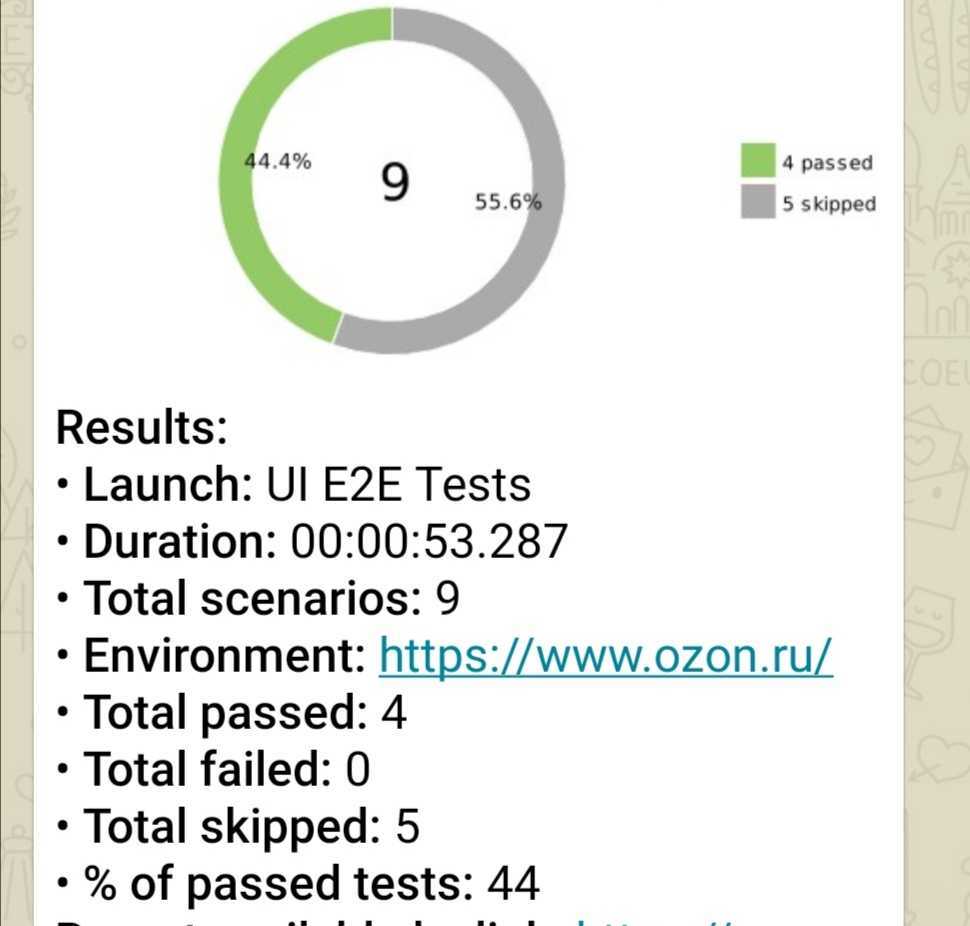 44.4%
9
55.6%
4 passed
5 skipped
Results:
• Launch: UI E2E Tests
• Duration: 00:00:53.287
• Total scenarios: 9
• Environment: https://www.ozon.ru/
• Total passed: 4
• Total failed: 0
• Total skipped: 5
• % of passed tests: 44